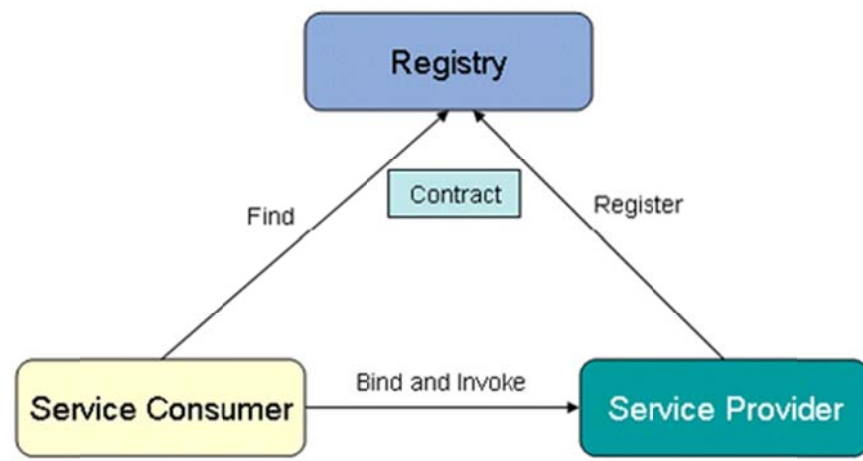 Registry
Contract
Find
Register
Bind and Invoke
Service Consumer
Service Provider